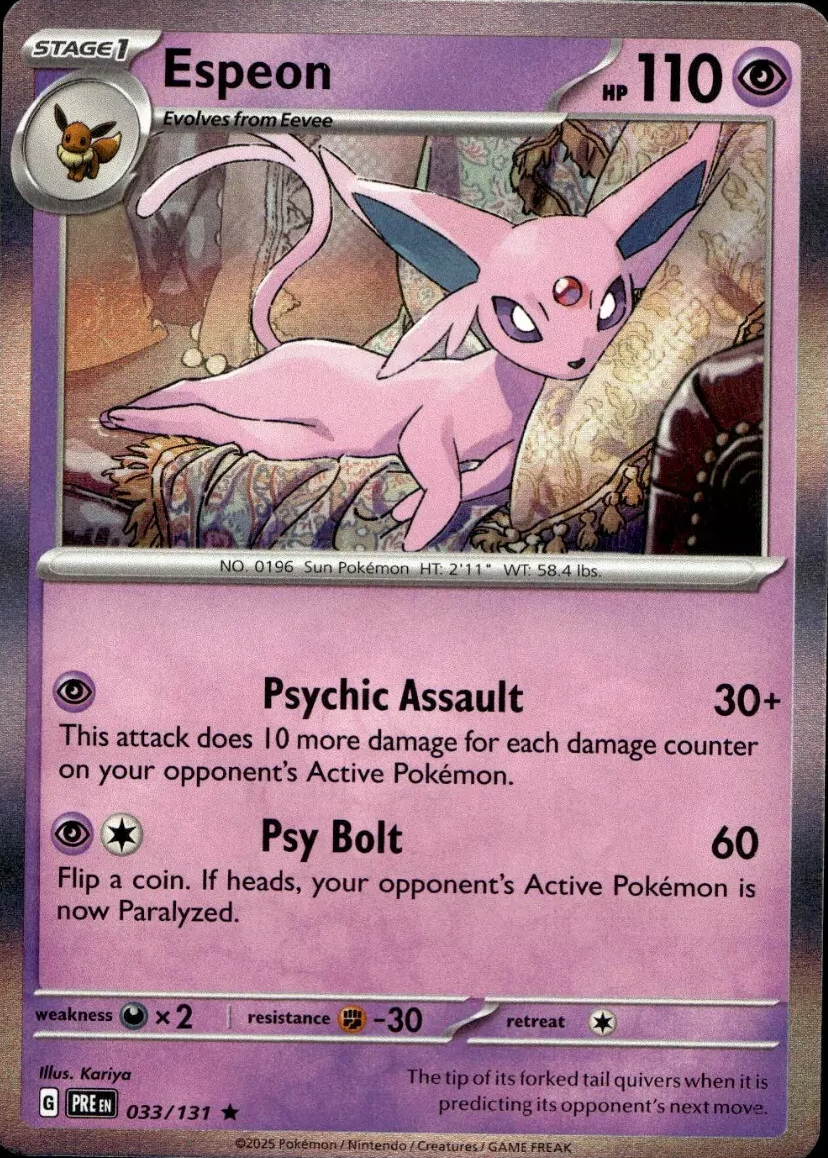 STAGE 1
Espeon
HP 110
Evolves from Eevee
NO. 0196 Sun Pokémon HT: 2'11" WT: 58.4 lbs.
Psychic Assault 30+
This attack does 10 more damage for each damage counter
on your opponent's Active Pokémon.
Psy Bolt 60
Flip a coin. If heads, your opponent's Active Pokémon is
now Paralyzed.
weakness ×2 resistance -30 retreat
Illus. Kariya
The tip of its forked tail quivers when it is
predicting its opponent's next move.
G PRE EN 033/131 ★
©2025 Pokémon / Nintendo / Creatures / GAME FREAK